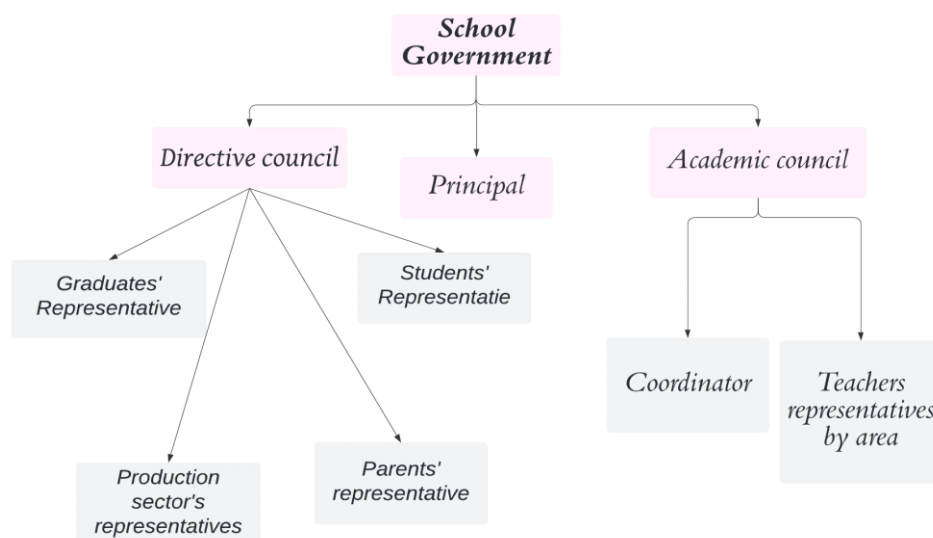 School
Government
Directive council
Principal
Academic council
Graduates'
Representative
Students'
Representatie
Production
sector's
representatives
Parents'
representative
Coordinator
Teachers
representatives
by area